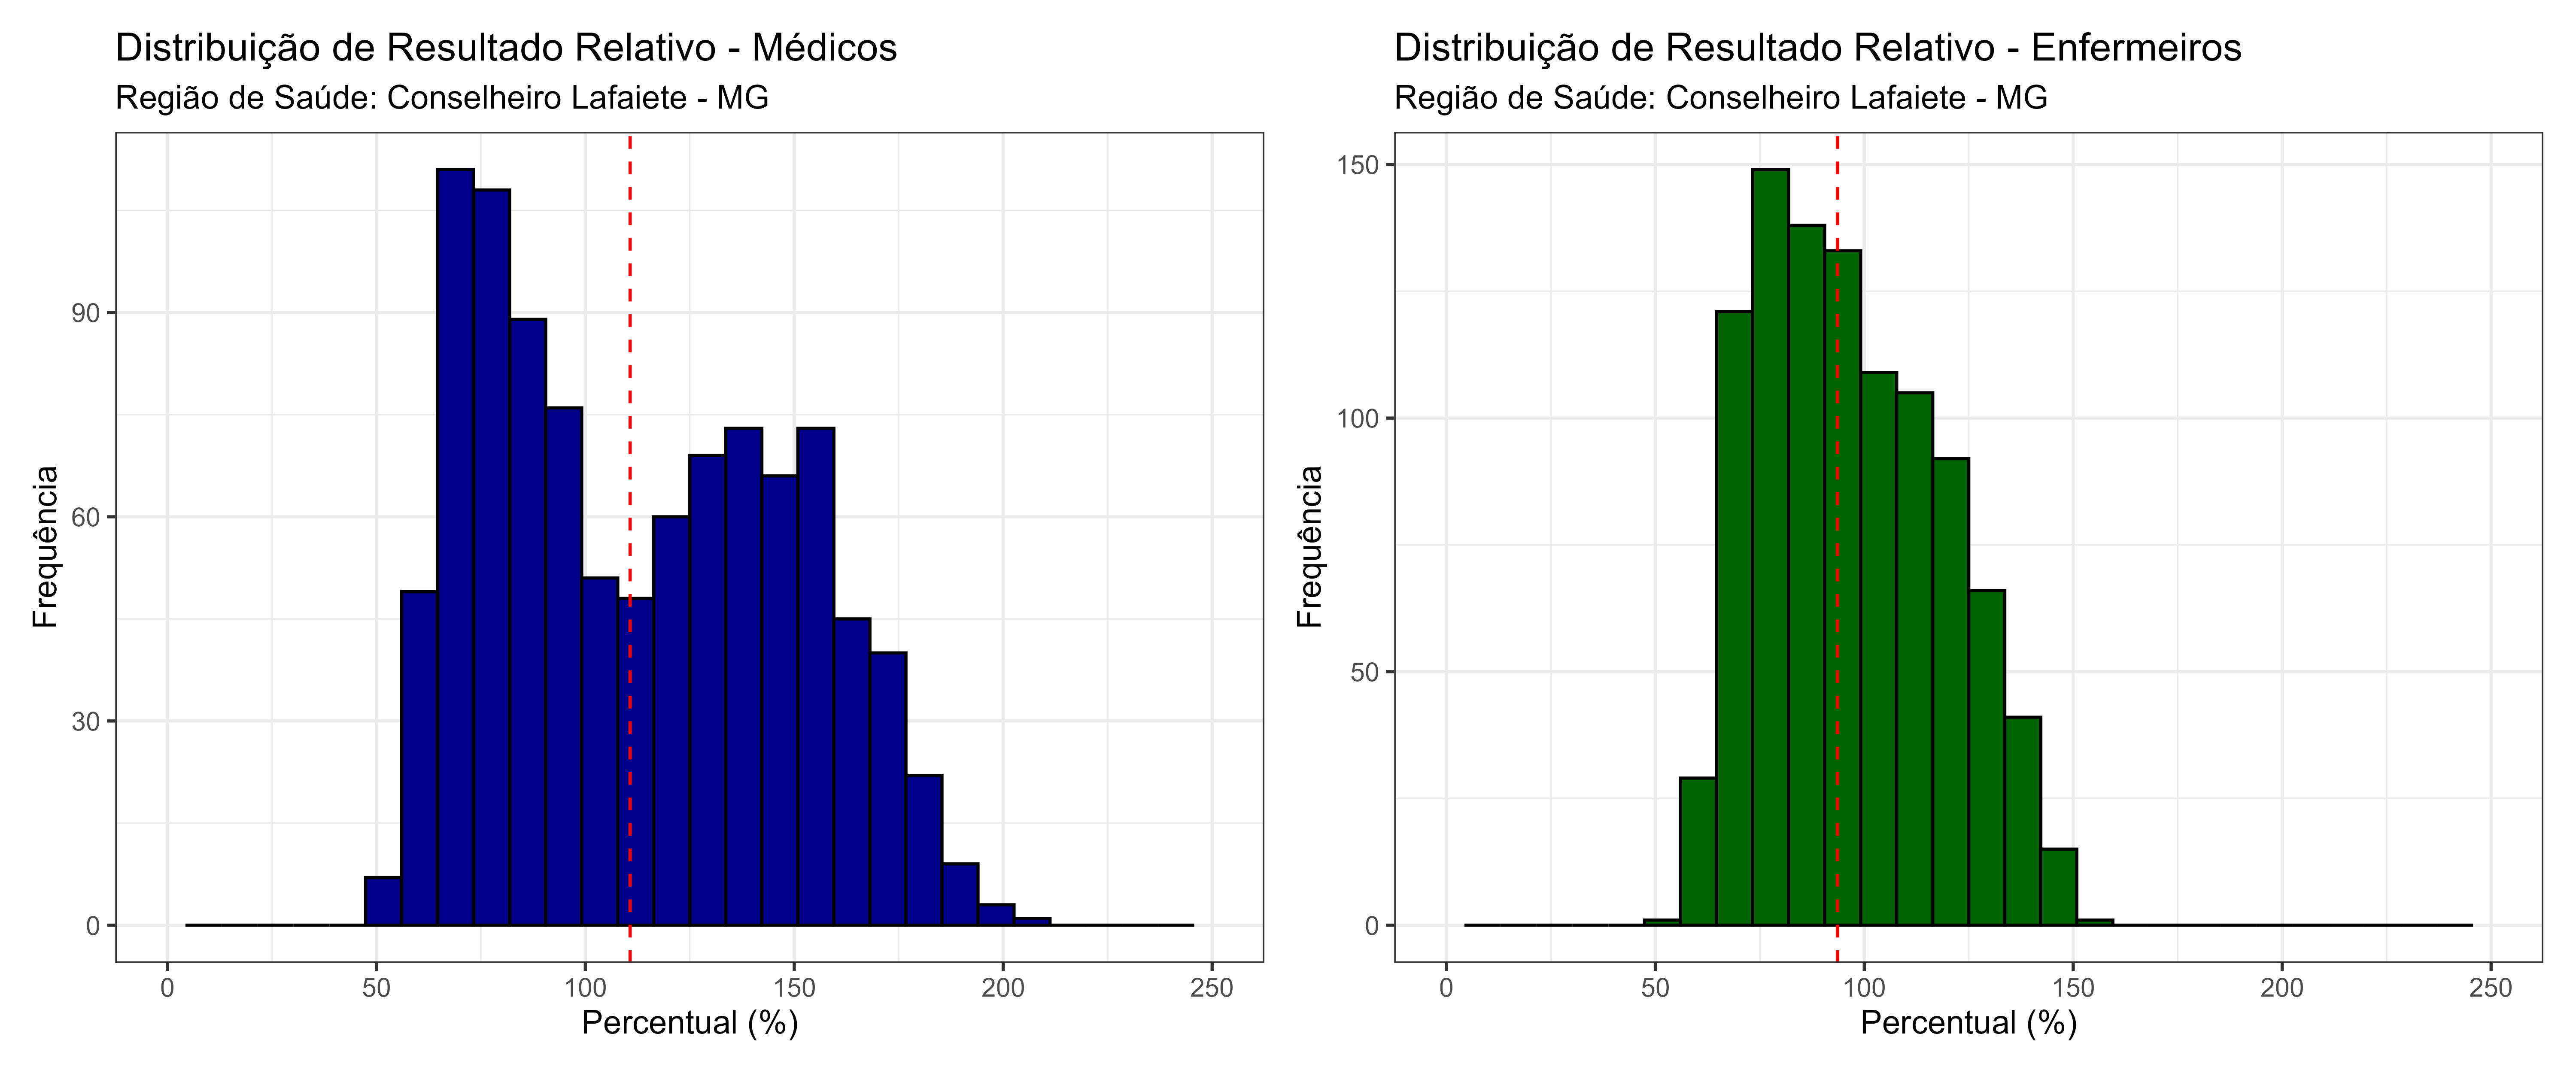 Distribuição de Resultado Relativo - Médicos
Região de Saúde: Conselheiro Lafaiete - MG
Frequência
90
60
30
0
0 50 100 150 200 250
Percentual (%)
Distribuição de Resultado Relativo - Enfermeiros
Região de Saúde: Conselheiro Lafaiete - MG
Frequência
150
100
50
0
0 50 100 150 200 250
Percentual (%)